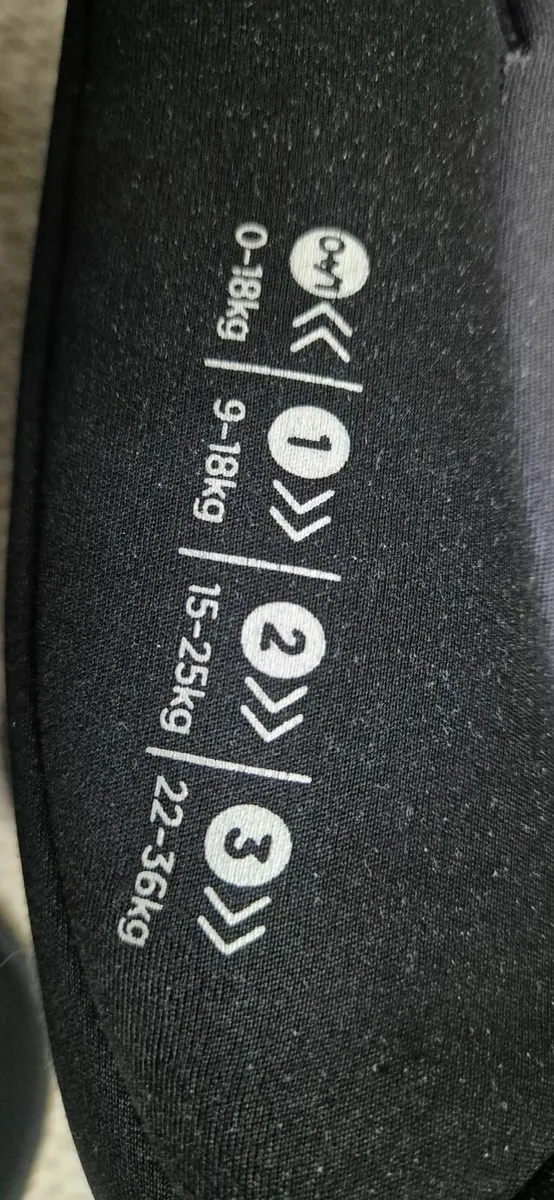 0+/1 << | 1 >> | 2 >> | 3 >>
0-18kg | 9-18kg | 15-25kg | 22-36kg